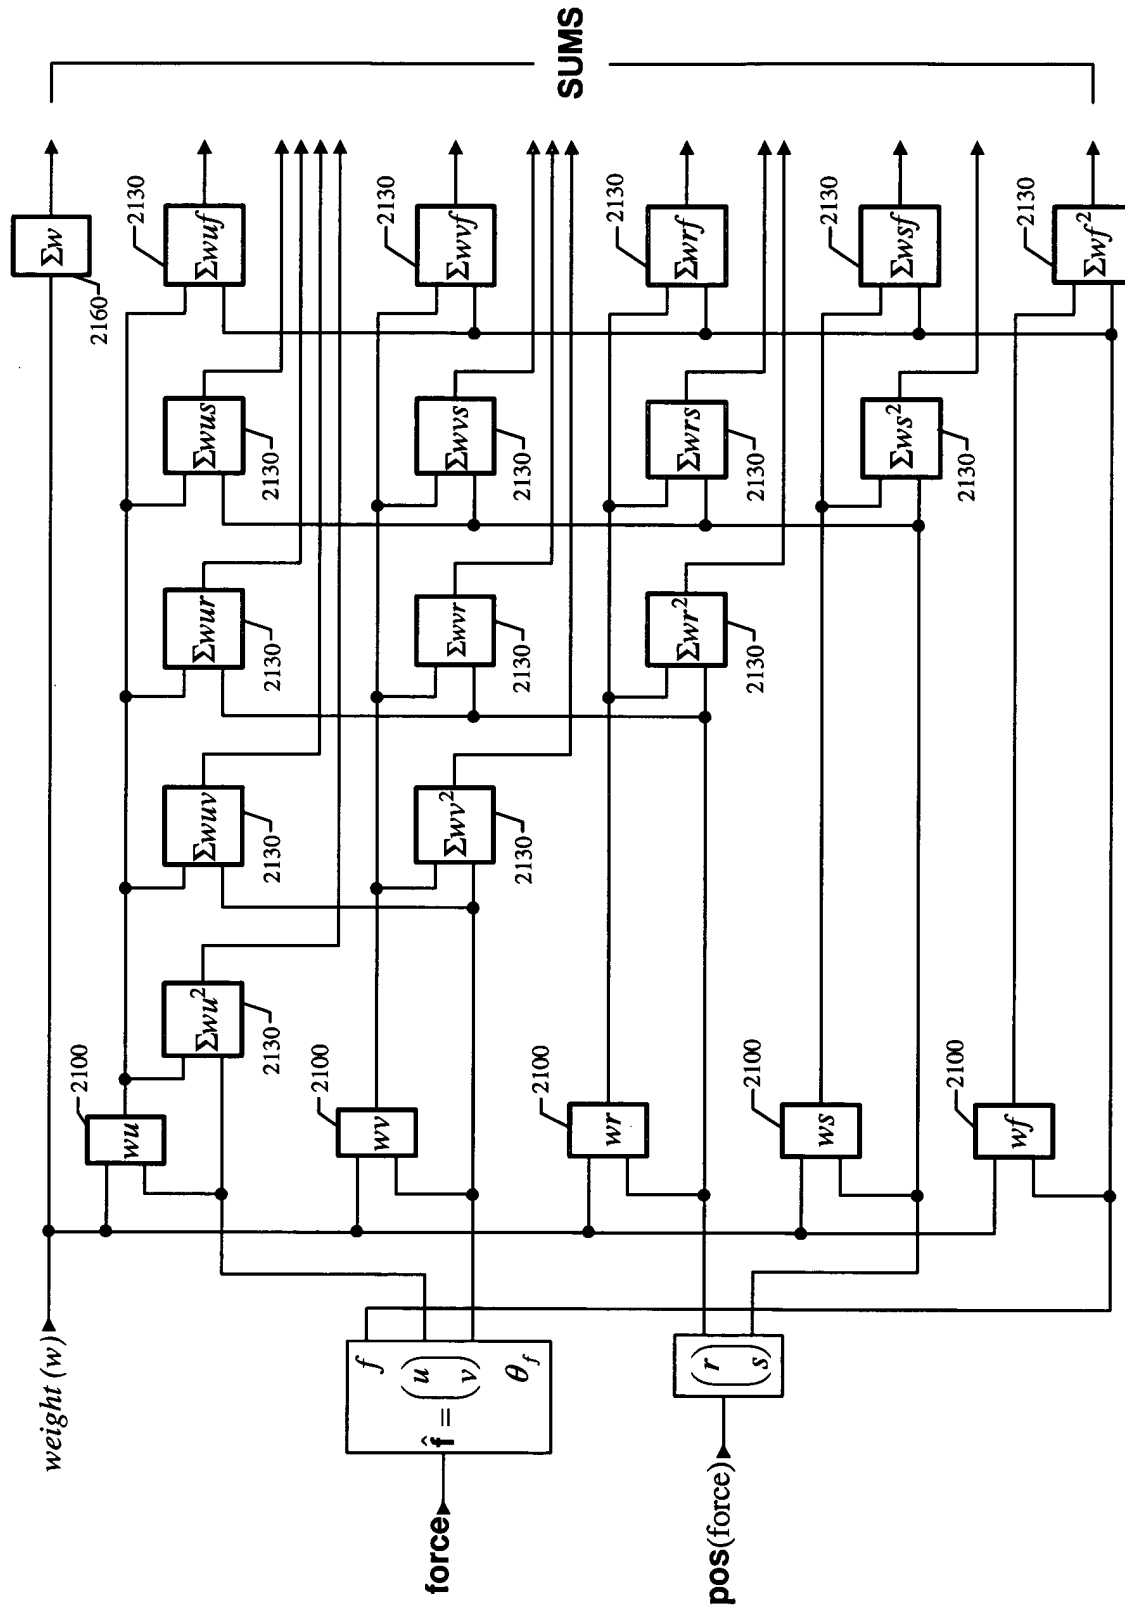 weight (w)
Σw
2160
SUMS
wu
2100
Σwu²
2130
Σwuv
2130
Σwur
2130
Σwus
2130
Σwuf
2130
force
f
f̂ = (u
v)
θ_f
wv
2100
Σwv²
2130
Σwvr
2130
Σwvs
2130
Σwvf
2130
pos(force)
(r
s)
wr
2100
Σwr²
2130
Σwrs
2130
Σwrf
2130
ws
2100
Σws²
2130
Σwsf
2130
wf
2100
Σwf²
2130